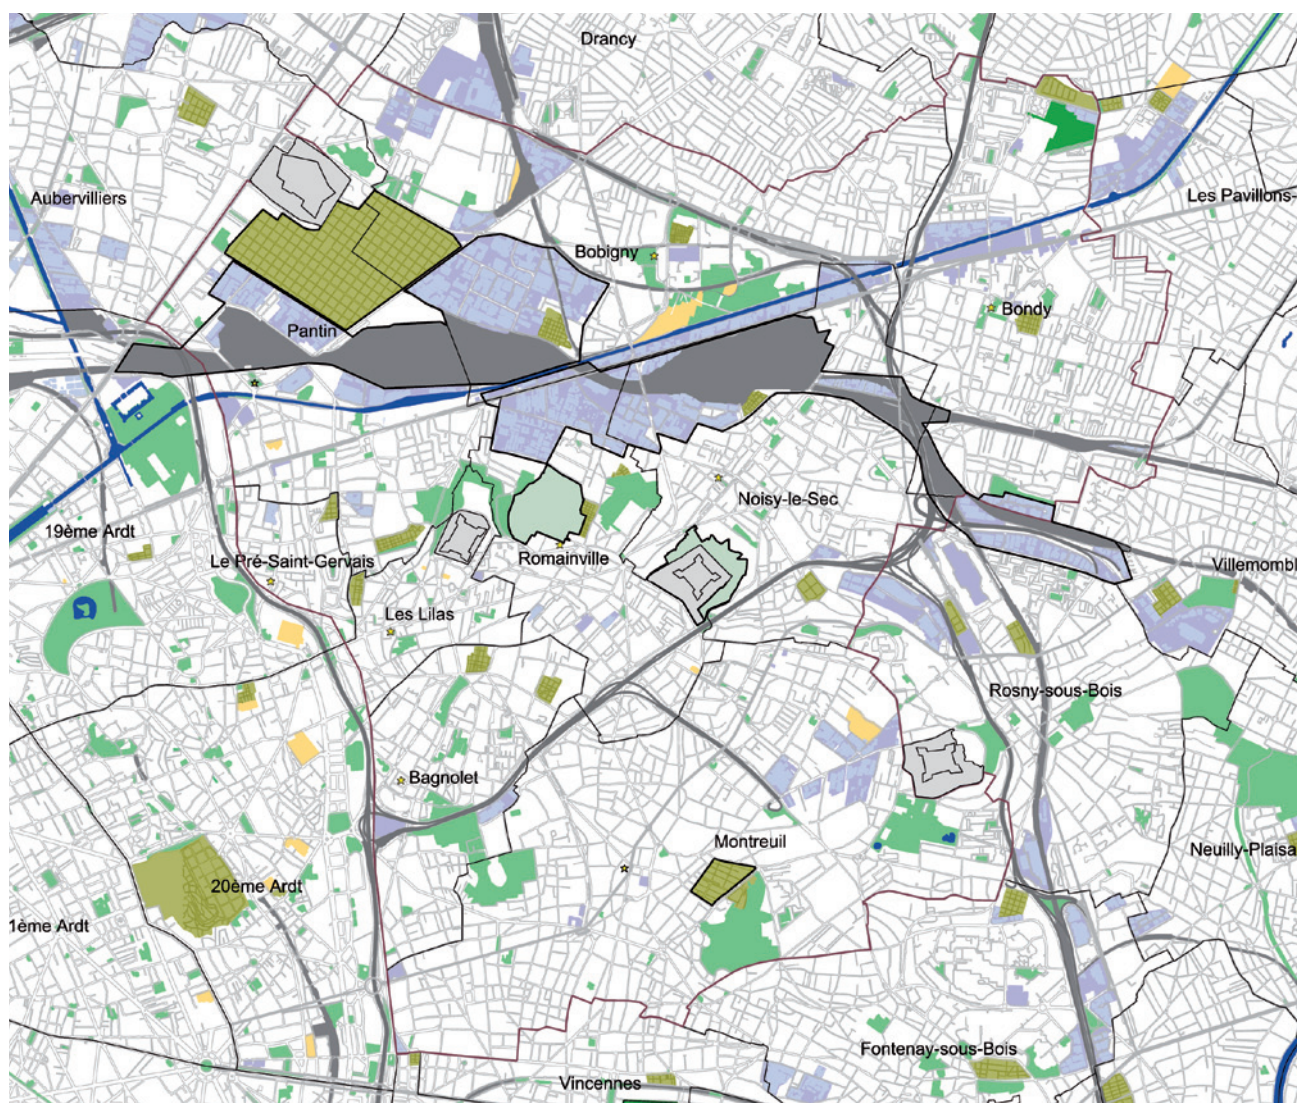 Drancy
Aubervilliers
Les Pavillons-
Bobigny
Bondy
Pantin
Noisy-le-Sec
19ème Ardt
Romainville
Le Pré-Saint-Gervais
Villemombl
Les Lilas
Rosny-sous-Bois
Bagnolet
Montreuil
Neuilly-Plaisa
20ème Ardt
1ème Ardt
Fontenay-sous-Bois
Vincennes